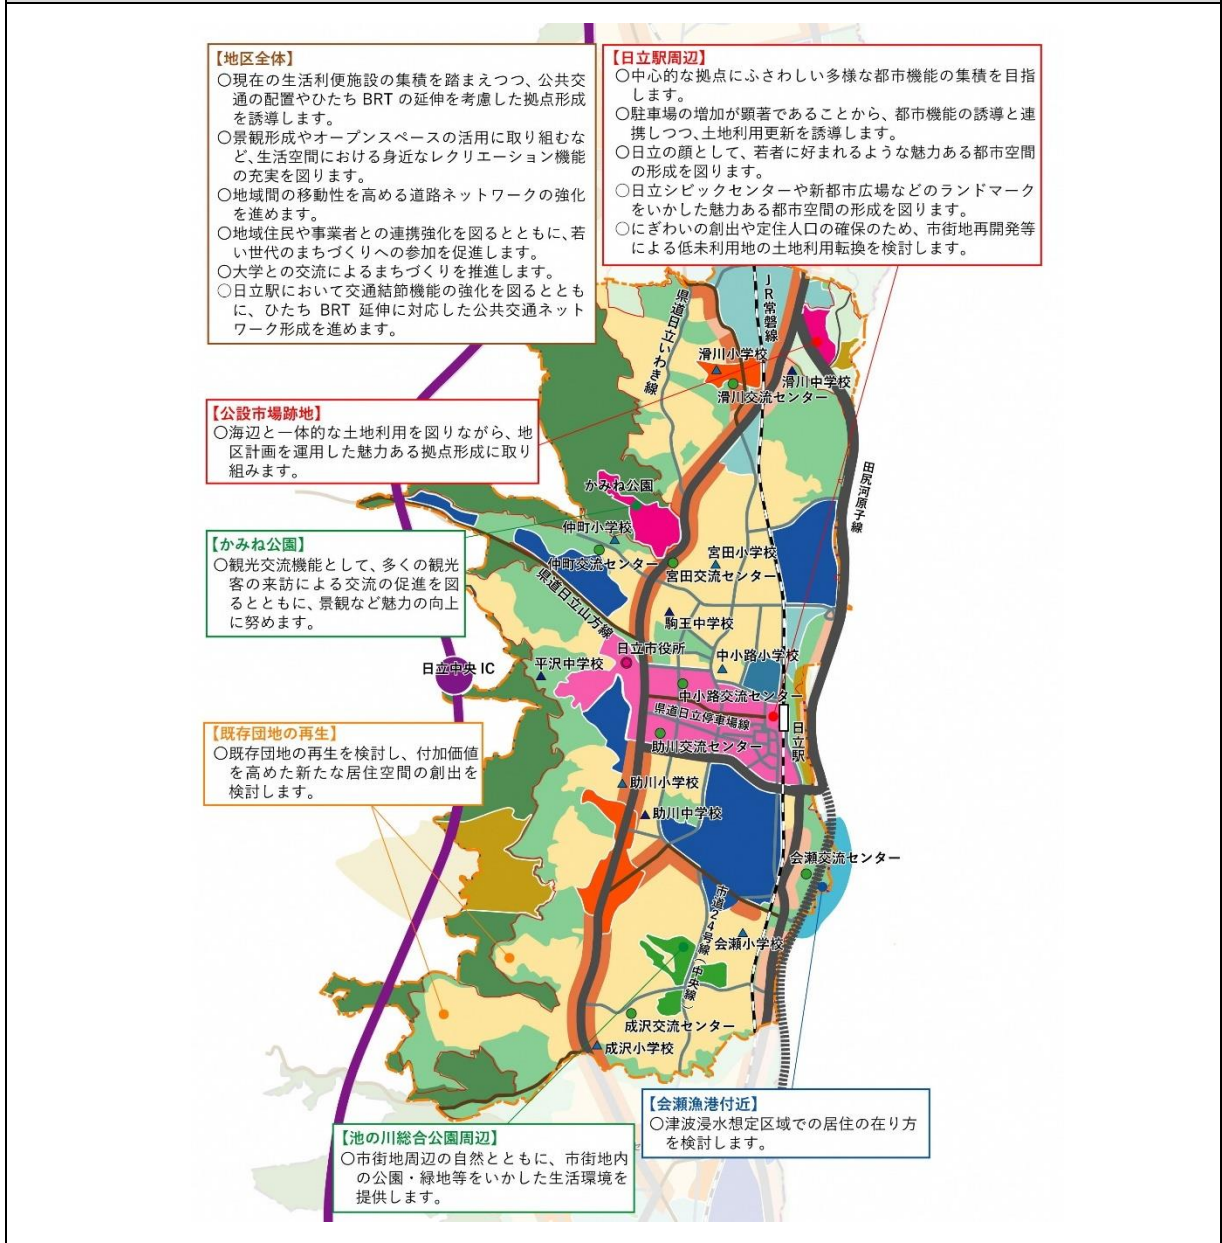 【地区全体】
○現在の生活利便施設の集積を踏まえつつ、公共交
通の配置やひたち BRT の延伸を考慮した拠点形成
を誘導します。
○景観形成やオープンスペースの活用に取り組むな
ど、生活空間における身近なレクリエーション機能
の充実を図ります。
○地域間の移動性を高める道路ネットワークの強化
を進めます。
○地域住民や事業者との連携強化を図るとともに、若
い世代のまちづくりへの参加を促進します。
○大学との交流によるまちづくりを推進します。
○日立駅において交通結節機能の強化を図るととも
に、ひたち BRT 延伸に対応した公共交通ネット
ワーク形成を進めます。
【日立駅周辺】
○中心的な拠点にふさわしい多様な都市機能の集積を目指
します。
○駐車場の増加が顕著であることから、都市機能の誘導と連
携しつつ、土地利用更新を誘導します。
○日立の顔として、若者に好まれるような魅力ある都市空間
の形成を図ります。
○日立シビックセンターや新都市広場などのランドマーク
をいかした魅力ある都市空間の形成を図ります。
○にぎわいの創出や定住人口の確保のため、市街地再開発等
による低未利用地の土地利用転換を検討します。
JR常磐線
県道日立いわき線
滑川小学校
滑川中学校
滑川交流センター
【公設市場跡地】
○海辺と一体的な土地利用を図りながら、地
区計画を運用した魅力ある拠点形成に取り
組みます。
田尻河原子線
かみね公園
【かみね公園】
○観光交流機能として、多くの観光
客の来訪による交流の促進を図
るとともに、景観など魅力の向上
に努めます。
仲町小学校
仲町交流センター
宮田小学校
宮田交流センター
県道日立山方線
駒王中学校
日立市役所
中小路小学校
平沢中学校
日立中央 IC
中小路交流センター
県道日立停車場線
日立駅
助川交流センター
【既存団地の再生】
○既存団地の再生を検討し、付加価値
を高めた新たな居住空間の創出を
検討します。
助川小学校
助川中学校
会瀬交流センター
市道24号線(中央線)
会瀬小学校
成沢交流センター
成沢小学校
【会瀬漁港付近】
○津波浸水想定区域での居住の在り方
を検討します。
【池の川総合公園周辺】
○市街地周辺の自然とともに、市街地内
の公園・緑地等をいかした生活環境を
提供します。